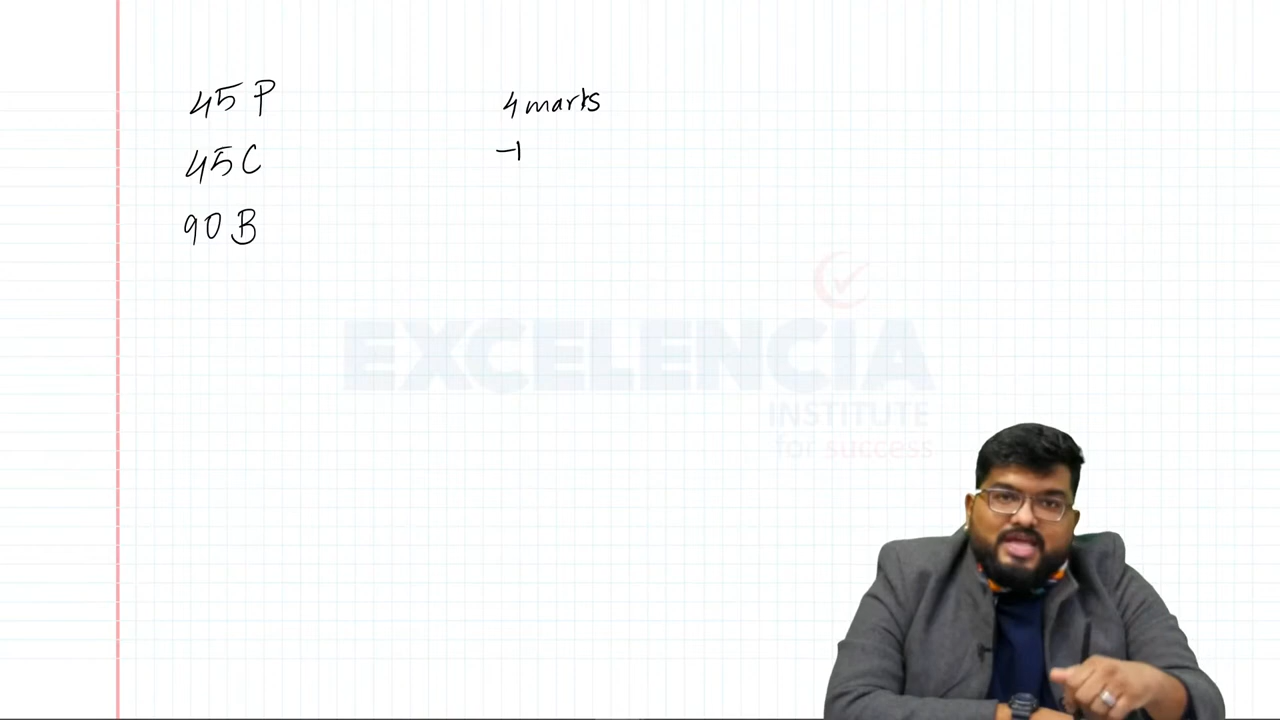 45 P
4 marks
-1
45 C
90 B
EXCELENCIA
INSTITUTE
for success